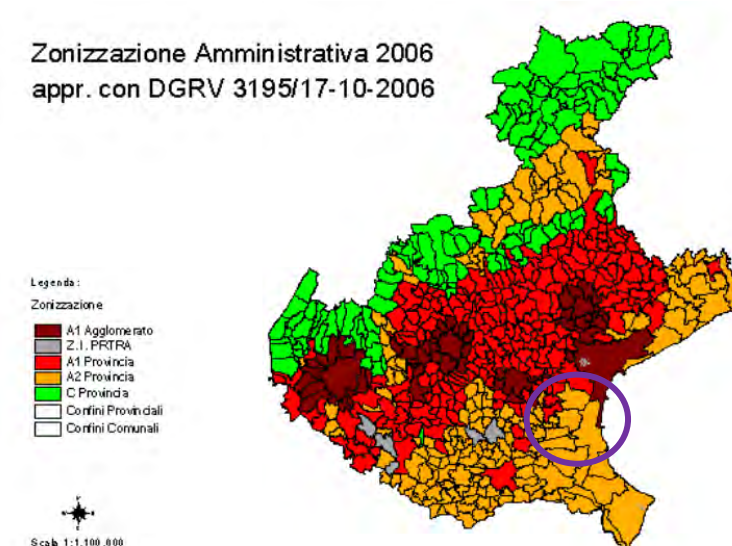 Zonizzazione Amministrativa 2006
appr. con DGRV 3195/17-10-2006
Legenda:
Zonizzazione
A1 Agglomerato
Z.I. PRTRA
A1 Provincia
A2 Provincia
C Provincia
Confini Provinciali
Confini Comunali
Scala 1:1.100.000